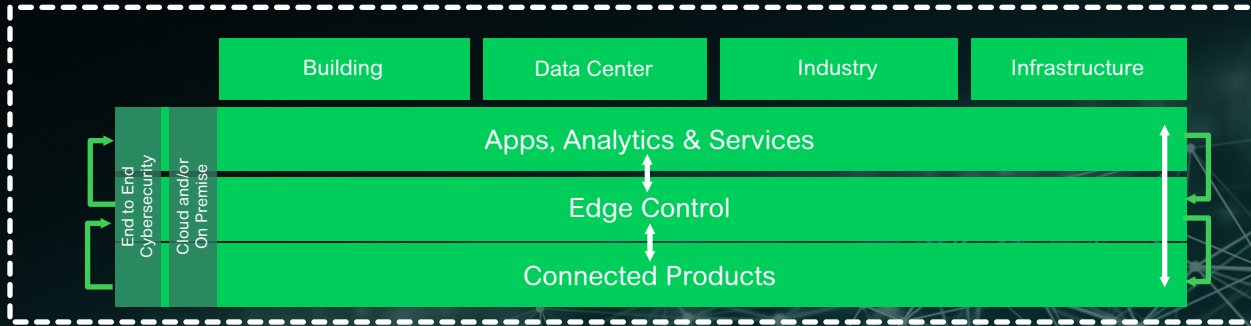 Building
Data Center
Industry
Infrastructure
End to End
Cybersecurity
Cloud and/or
On Premise
Apps, Analytics & Services
Edge Control
Connected Products